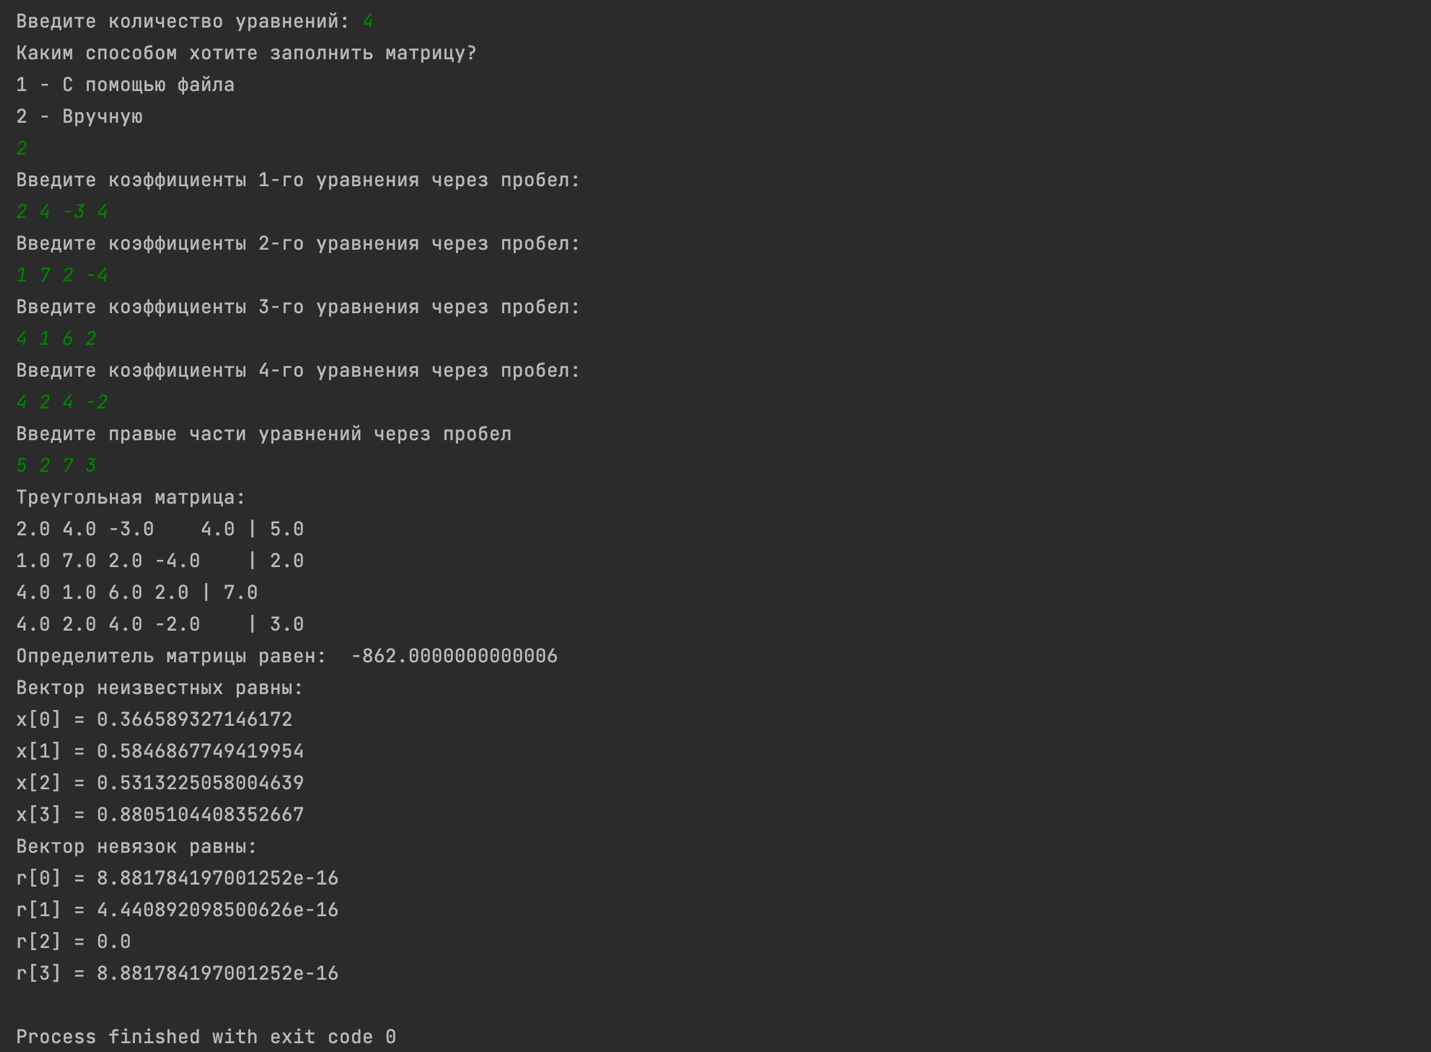 Введите количество уравнений: 4
Каким способом хотите заполнить матрицу?
1 - С помощью файла
2 - Вручную
2
Введите коэффициенты 1-го уравнения через пробел:
2 4 -3 4
Введите коэффициенты 2-го уравнения через пробел:
1 7 2 -4
Введите коэффициенты 3-го уравнения через пробел:
4 1 6 2
Введите коэффициенты 4-го уравнения через пробел:
4 2 4 -2
Введите правые части уравнений через пробел
5 2 7 3
Треугольная матрица:
2.0 4.0 -3.0    4.0 | 5.0
1.0 7.0 2.0 -4.0    | 2.0
4.0 1.0 6.0 2.0 | 7.0
4.0 2.0 4.0 -2.0    | 3.0
Определитель матрицы равен:  -862.0000000000006
Вектор неизвестных равны:
x[0] = 0.366589327146172
x[1] = 0.5846867749419954
x[2] = 0.5313225058004639
x[3] = 0.8805104408352667
Вектор невязок равны:
r[0] = 8.881784197001252e-16
r[1] = 4.440892098500626e-16
r[2] = 0.0
r[3] = 8.881784197001252e-16
Process finished with exit code 0